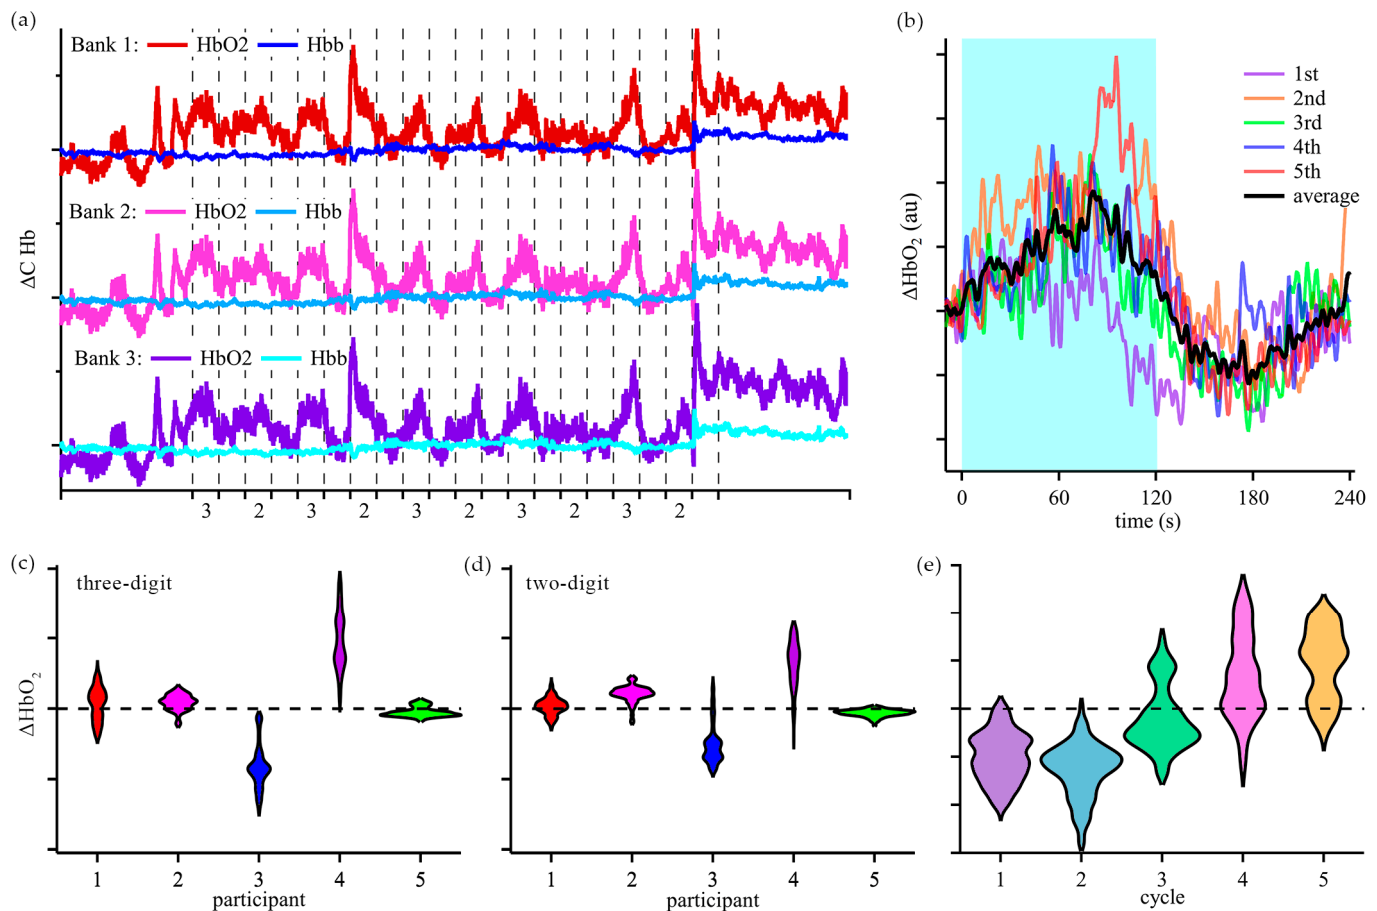 (a)
Bank 1: HbO2 Hbb
Bank 2: HbO2 Hbb
Bank 3: HbO2 Hbb
ΔC Hb
3 2 3 2 3 2 3 2 3 2
(b)
1st
2nd
3rd
4th
5th
average
ΔHbO₂ (au)
0 60 120 180 240
time (s)
(c)
three-digit
ΔHbO₂
1 2 3 4 5
participant
(d)
two-digit
1 2 3 4 5
participant
(e)
1 2 3 4 5
cycle